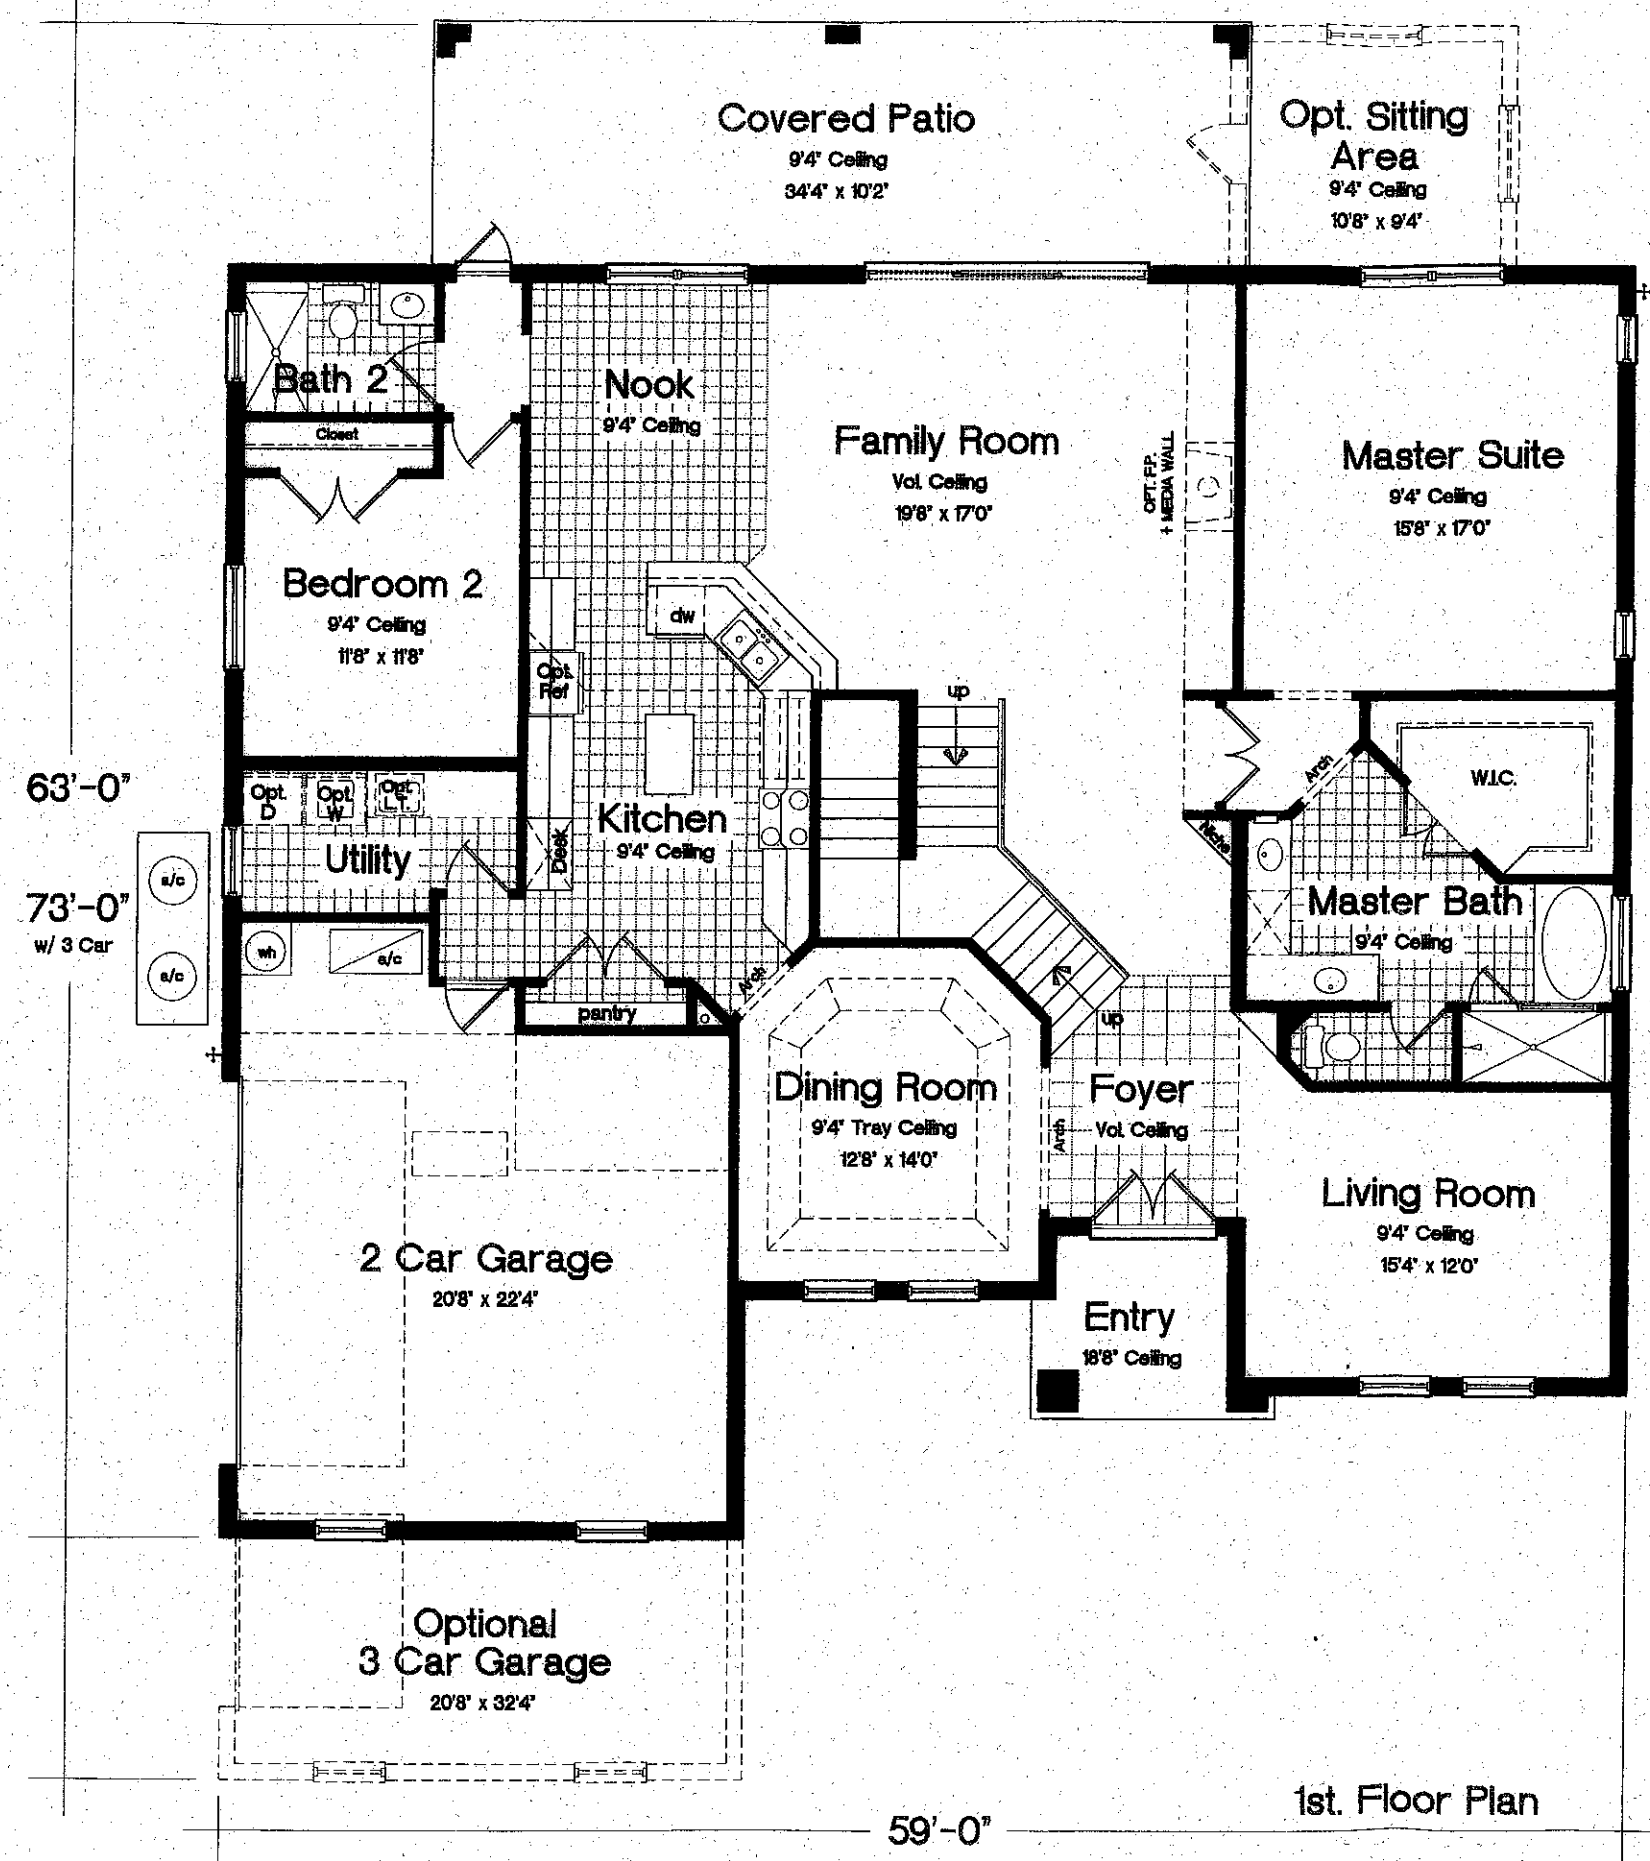 Covered Patio
9'4" Ceiling
34'4" x 10'2"
Opt. Sitting
Area
9'4" Ceiling
10'8" x 9'4"
Bath 2
Closet
Nook
9'4" Ceiling
Family Room
Vol. Ceiling
19'8" x 17'0"
OPT. F.P.
+ MEDIA WALL
Master Suite
9'4" Ceiling
15'8" x 17'0"
Bedroom 2
9'4" Ceiling
11'8" x 11'8"
dw
Opt.
Ref
up
63'-0"
Opt.
D
Opt.
W
Opt.
L.T.
Kitchen
9'4" Ceiling
Desk
Utility
Arch
W.I.C.
Niche
a/c
73'-0"
w/ 3 Car
a/c
wh
a/c
Master Bath
9'4" Ceiling
Arch
pantry
up
Dining Room
9'4" Tray Ceiling
12'8" x 14'0"
Arch
Foyer
Vol. Ceiling
Living Room
9'4" Ceiling
15'4" x 12'0"
2 Car Garage
20'8" x 22'4"
Entry
18'8" Ceiling
Optional
3 Car Garage
20'8" x 32'4"
1st. Floor Plan
59'-0"